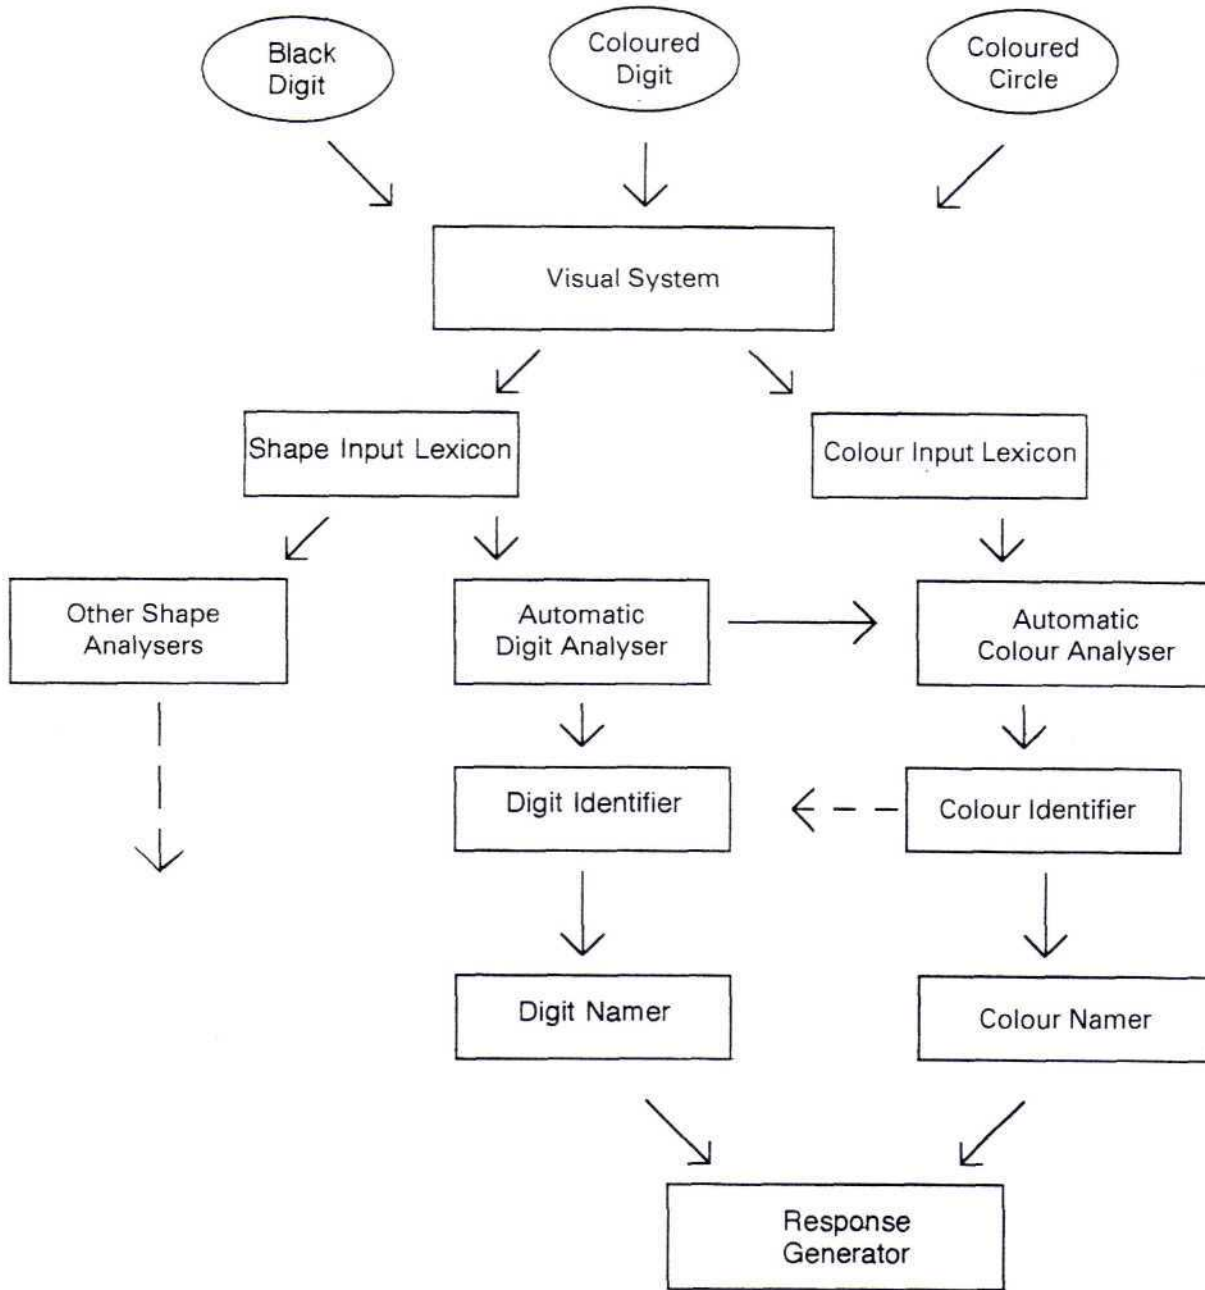 Black
Digit
Coloured
Digit
Coloured
Circle
Visual System
Shape Input Lexicon
Colour Input Lexicon
Other Shape
Analysers
Automatic
Digit Analyser
Automatic
Colour Analyser
Digit Identifier
Colour Identifier
Digit Namer
Colour Namer
Response
Generator